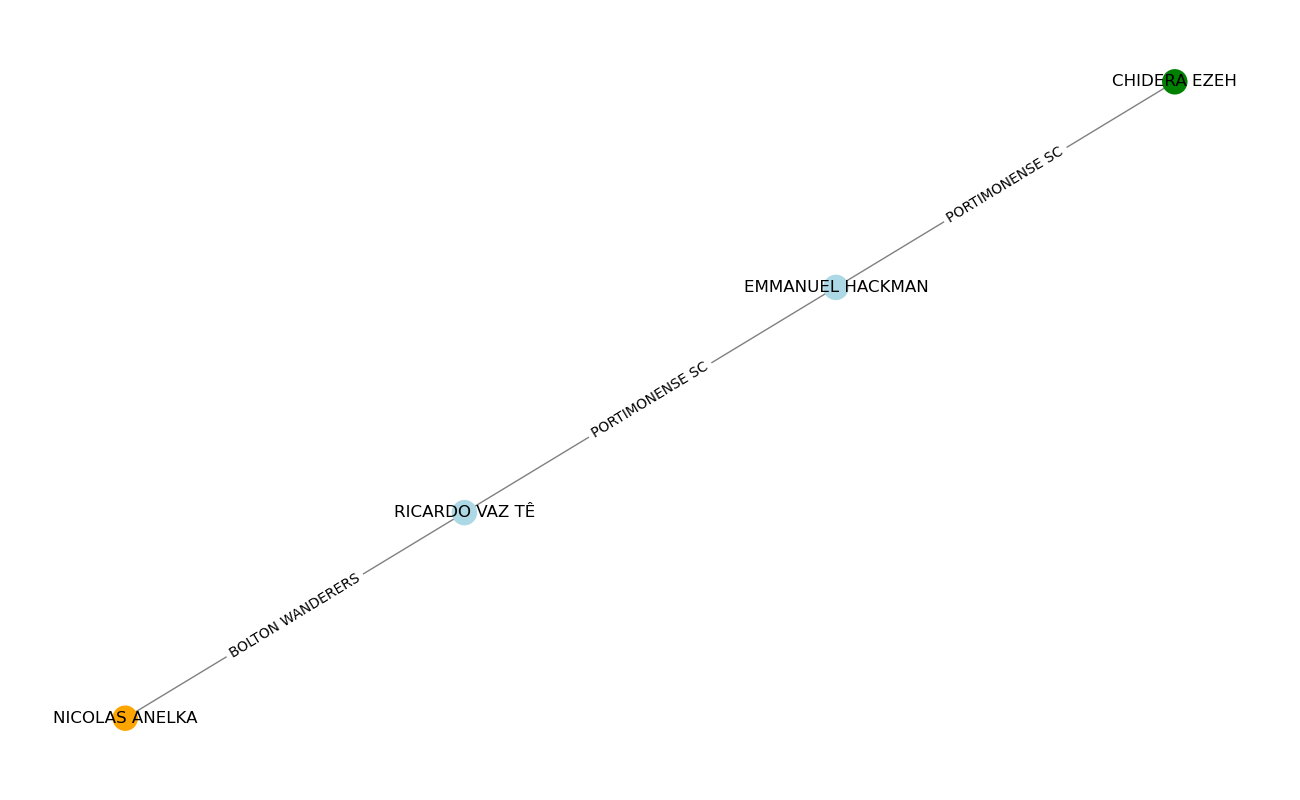 CHIDERA EZEH
PORTIMONENSE SC
EMMANUEL HACKMAN
PORTIMONENSE SC
RICARDO VAZ TÊ
BOLTON WANDERERS
NICOLAS ANELKA